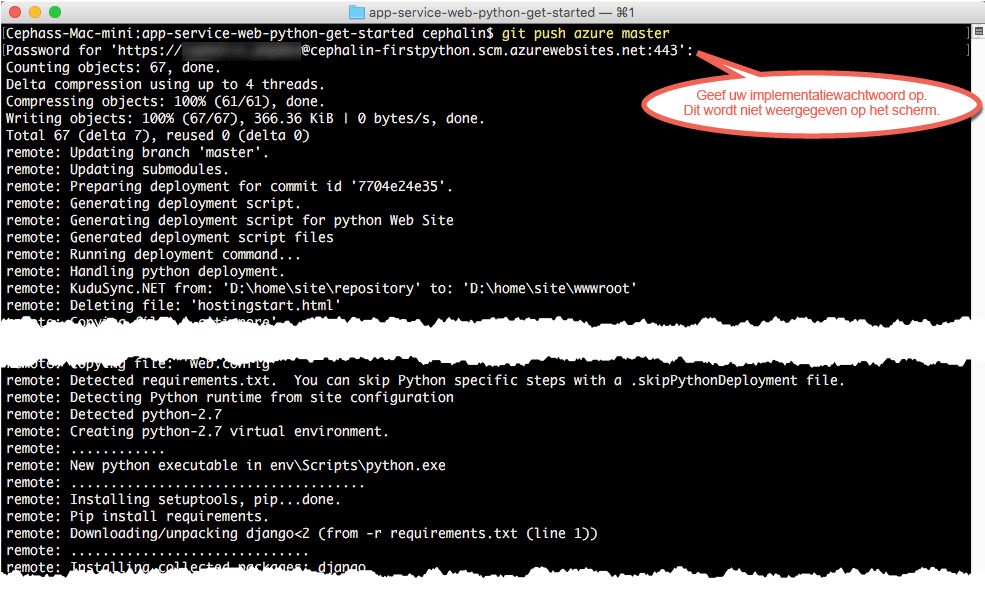 app-service-web-python-get-started — ⌘1
Cephass-Mac-mini:app-service-web-python-get-started cephalin$ git push azure master
Password for 'https://@cephalin-firstpython.scm.azurewebsites.net:443':
Geef uw implementatiewachtwoord op.
Dit wordt niet weergegeven op het scherm.
Counting objects: 67, done.
Delta compression using up to 4 threads.
Compressing objects: 100% (61/61), done.
Writing objects: 100% (67/67), 366.36 KiB | 0 bytes/s, done.
Total 67 (delta 7), reused 0 (delta 0)
remote: Updating branch 'master'.
remote: Updating submodules.
remote: Preparing deployment for commit id '7704e24e35'.
remote: Generating deployment script.
remote: Generating deployment script for python Web Site
remote: Generated deployment script files
remote: Running deployment command...
remote: Handling python deployment.
remote: KuduSync.NET from: 'D:\home\site\repository' to: 'D:\home\site\wwwroot'
remote: Deleting file: 'hostingstart.html'
remote: Copying file: 'Web.config'
remote: Detected requirements.txt.  You can skip Python specific steps with a .skipPythonDeployment file.
remote: Detecting Python runtime from site configuration
remote: Detected python-2.7
remote: Creating python-2.7 virtual environment.
remote: ............
remote: New python executable in env\Scripts\python.exe
remote: .....................................
remote: Installing setuptools, pip...done.
remote: Pip install requirements.
remote: Downloading/unpacking django<2 (from -r requirements.txt (line 1))
remote: ..............................
remote: Installing collected packages: django